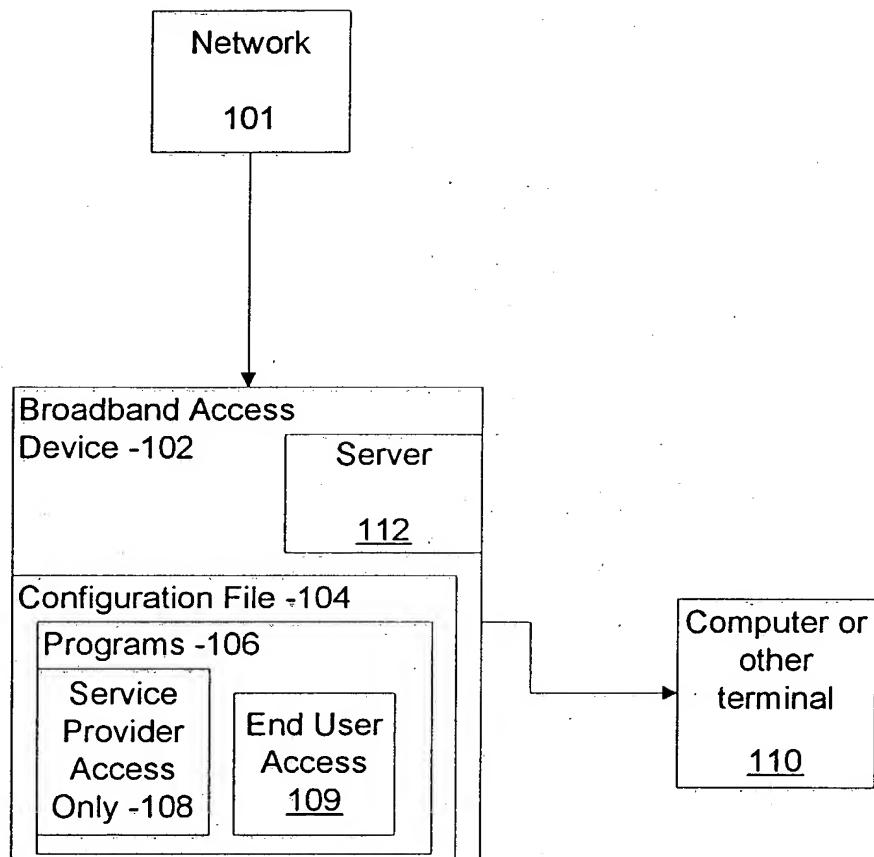 Network
101
Broadband Access
Device -102
Server
112
Configuration File -104
Programs -106
Service
Provider
Access
Only -108
End User
Access
109
Computer or
other
terminal
110